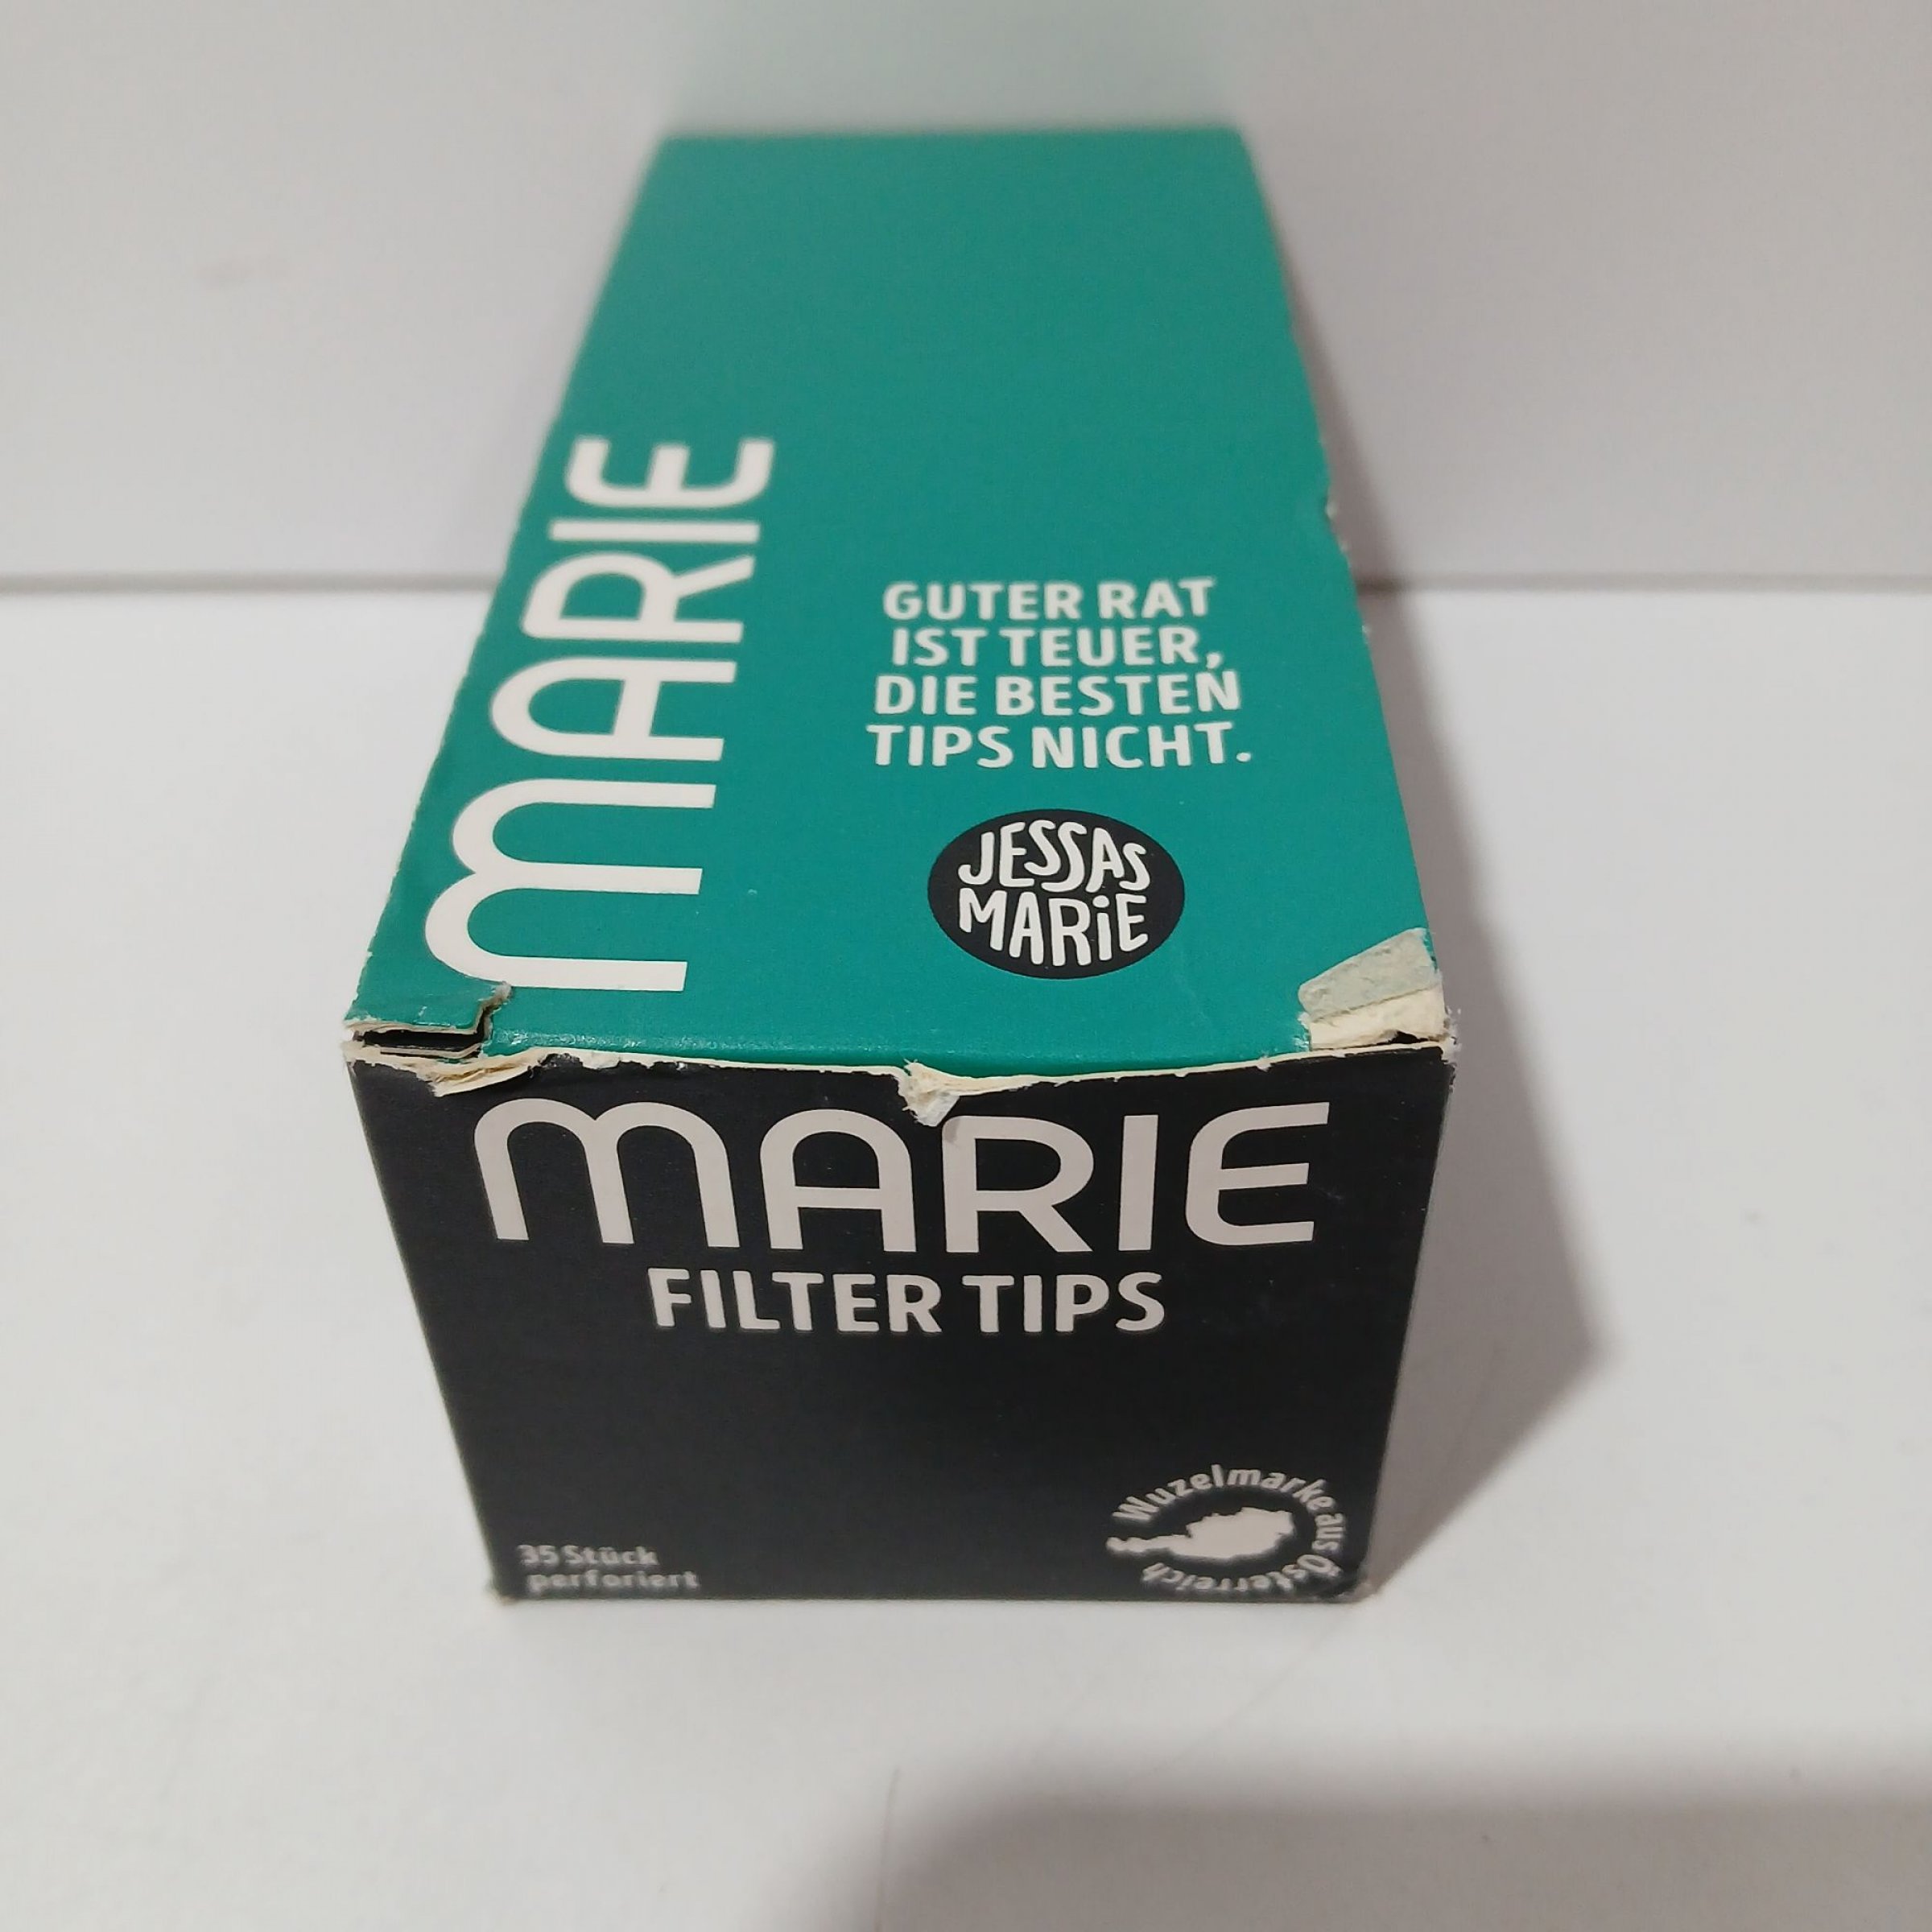 MARIE
GUTER RAT
IST TEUER,
DIE BESTEN
TIPS NICHT.
JESSAS
MARiE
MARIE
FILTER TIPS
35 Stück
perforiert
Wuzelmarke aus Österreich